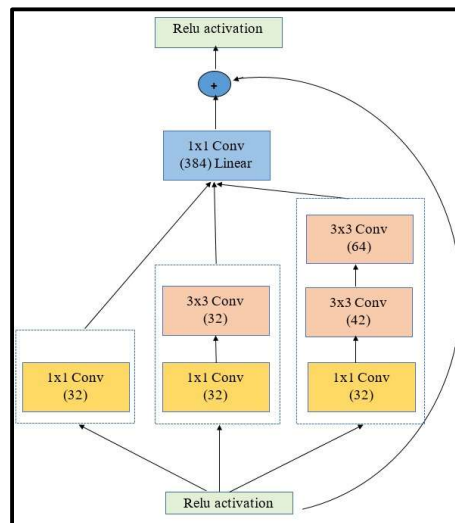 Relu activation
+
1x1 Conv
(384) Linear
3x3 Conv
(64)
3x3 Conv
(32)
3x3 Conv
(42)
1x1 Conv
(32)
1x1 Conv
(32)
1x1 Conv
(32)
Relu activation